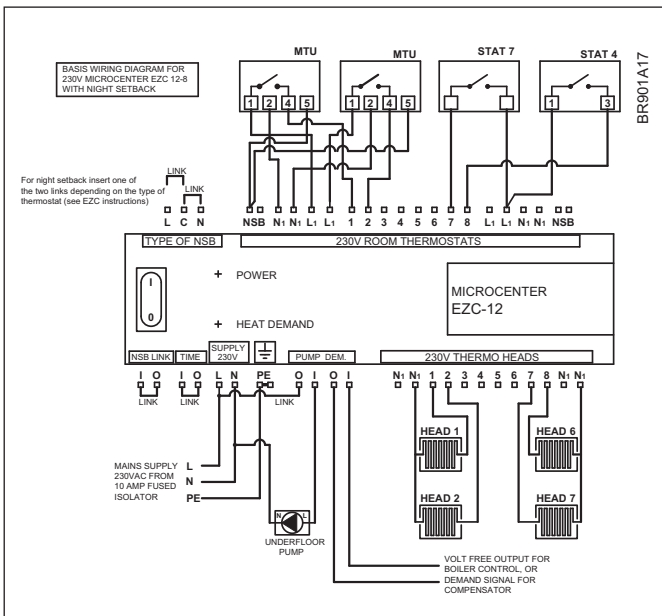 MTU MTU STAT 7 STAT 4
BR901A17
BASIS WIRING DIAGRAM FOR
230V MICROCENTER EZC 12-8
WITH NIGHT SETBACK
1 2 4 5 1 2 4 5 1 3
For night setback insert one of
the two links depending on the type of
thermostat (see EZC instructions)
LINK
LINK
L C N NSB N1 N1 L1 L1 1 2 3 4 5 6 7 8 L1 L1 N1 N1 NSB
TYPE OF NSB 230V ROOM THERMOSTATS
I
0
+ POWER
+ HEAT DEMAND
MICROCENTER
EZC-12
NSB LINK TIME SUPPLY
230V PUMP DEM. 230V THERMO HEADS
I O I O L N PE O I O I N1 N1 1 2 3 4 5 6 7 8 N1 N1
LINK LINK LINK
HEAD 1 HEAD 6
HEAD 2 HEAD 7
MAINS SUPPLY
230VAC FROM
10 AMP FUSED
ISOLATOR
L
N
PE
N L
UNDERFLOOR
PUMP
VOLT FREE OUTPUT FOR
BOILER CONTROL, OR
DEMAND SIGNAL FOR
COMPENSATOR